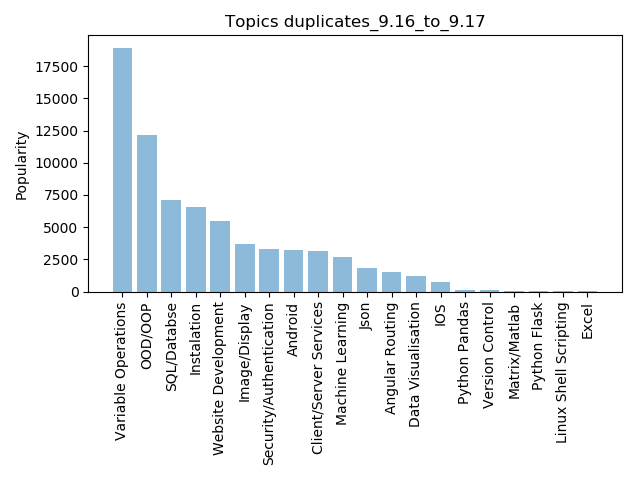 Topics duplicates_9.16_to_9.17
Popularity
17500
15000
12500
10000
7500
5000
2500
0
Variable Operations
OOD/OOP
SQL/Databse
Instalation
Website Development
Image/Display
Security/Authentication
Android
Client/Server Services
Machine Learning
Json
Angular Routing
Data Visualisation
IOS
Python Pandas
Version Control
Matrix/Matlab
Python Flask
Linux Shell Scripting
Excel